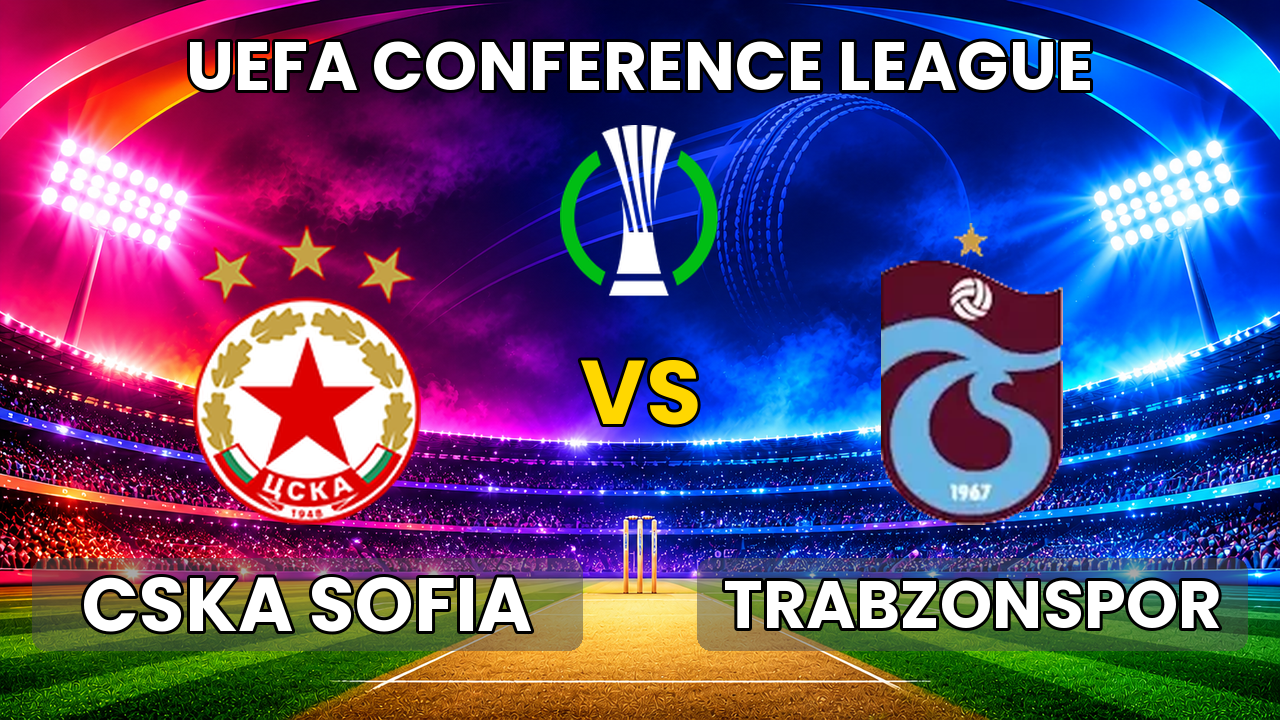 UEFA CONFERENCE LEAGUE
VS
ЦСКА
1948
1967
CSKA SOFIA
TRABZONSPOR